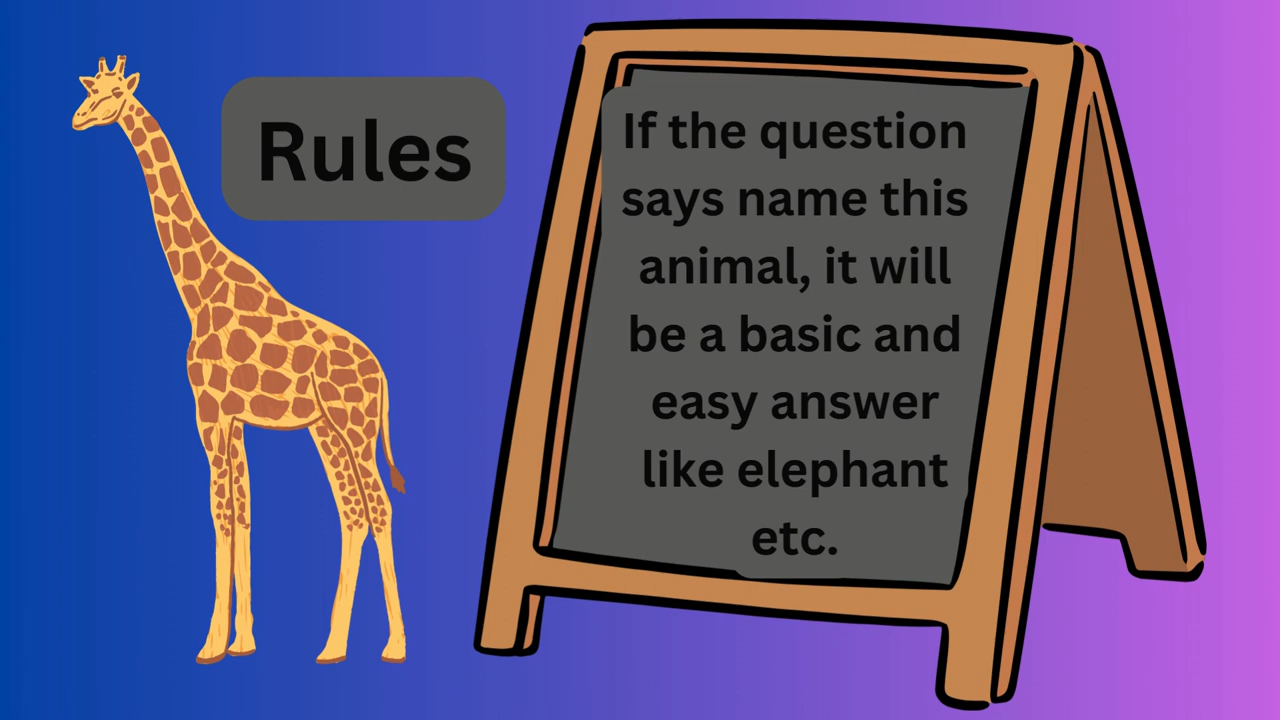 Rules
If the question
says name this
animal, it will
be a basic and
easy answer
like elephant
etc.